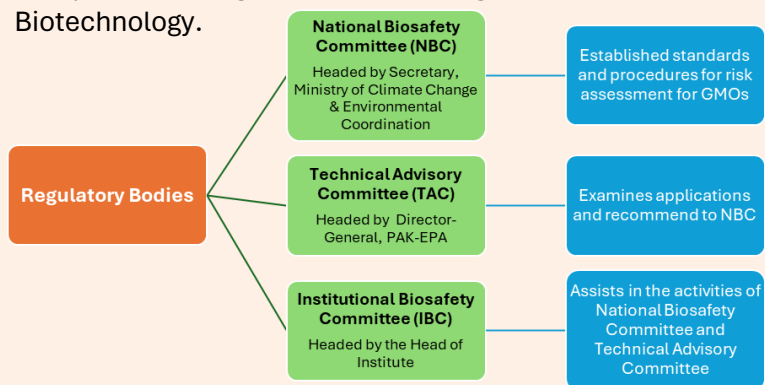 Biotechnology.
Regulatory Bodies
National Biosafety
Committee (NBC)
Headed by Secretary,
Ministry of Climate Change
& Environmental
Coordination
Established standards
and procedures for risk
assessment for GMOs
Technical Advisory
Committee (TAC)
Headed by Director-
General, PAK-EPA
Examines applications
and recommend to NBC
Institutional Biosafety
Committee (IBC)
Headed by the Head of
Institute
Assists in the activities of
National Biosafety
Committee and
Technical Advisory
Committee